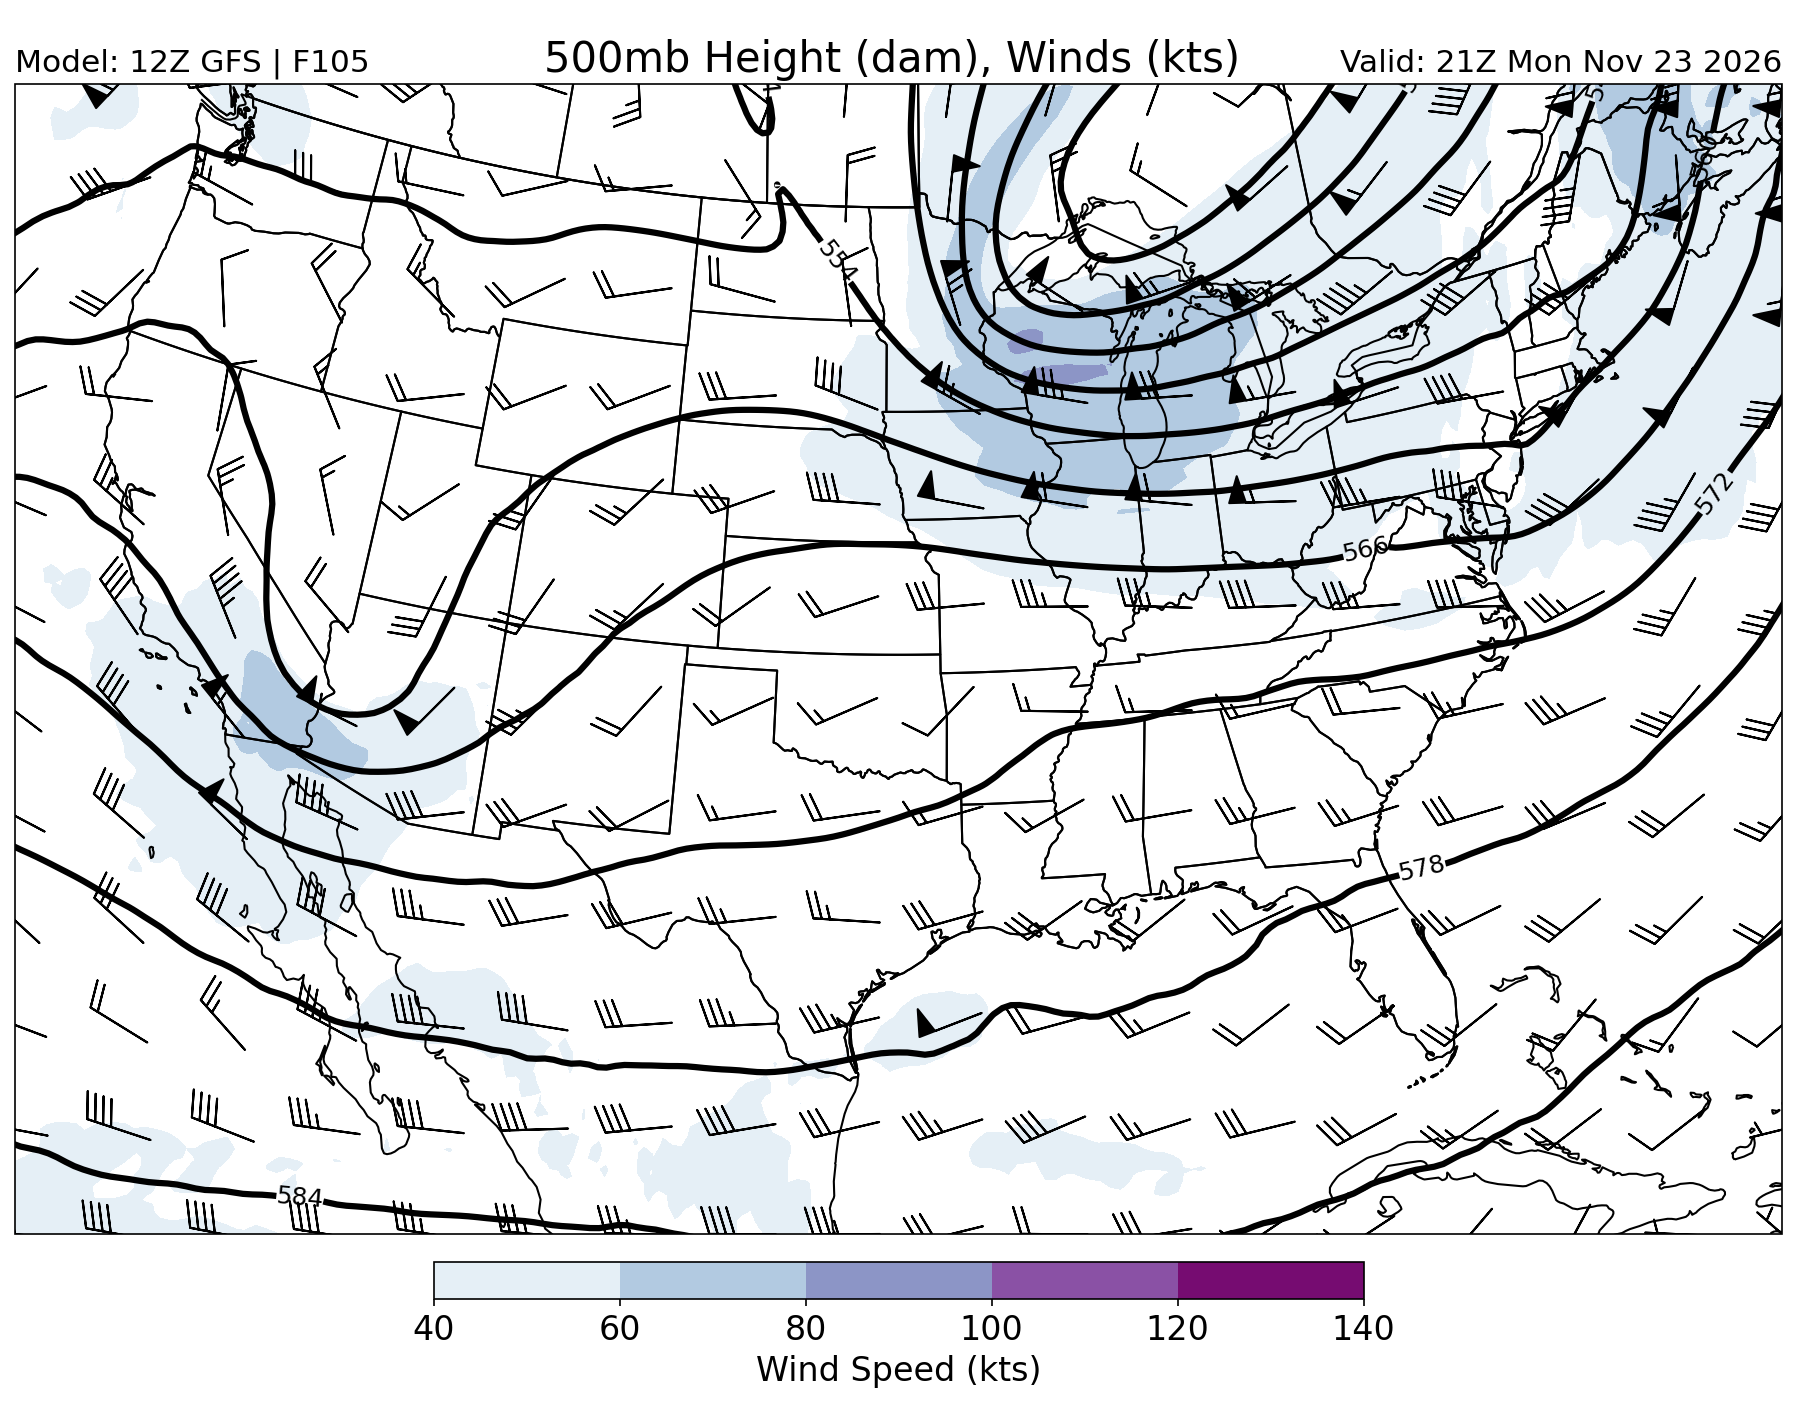 Model: 12Z GFS | F105
500mb Height (dam), Winds (kts)
Valid: 21Z Mon Nov 23 2026
554
572
566
578
584
40 60 80 100 120 140
Wind Speed (kts)